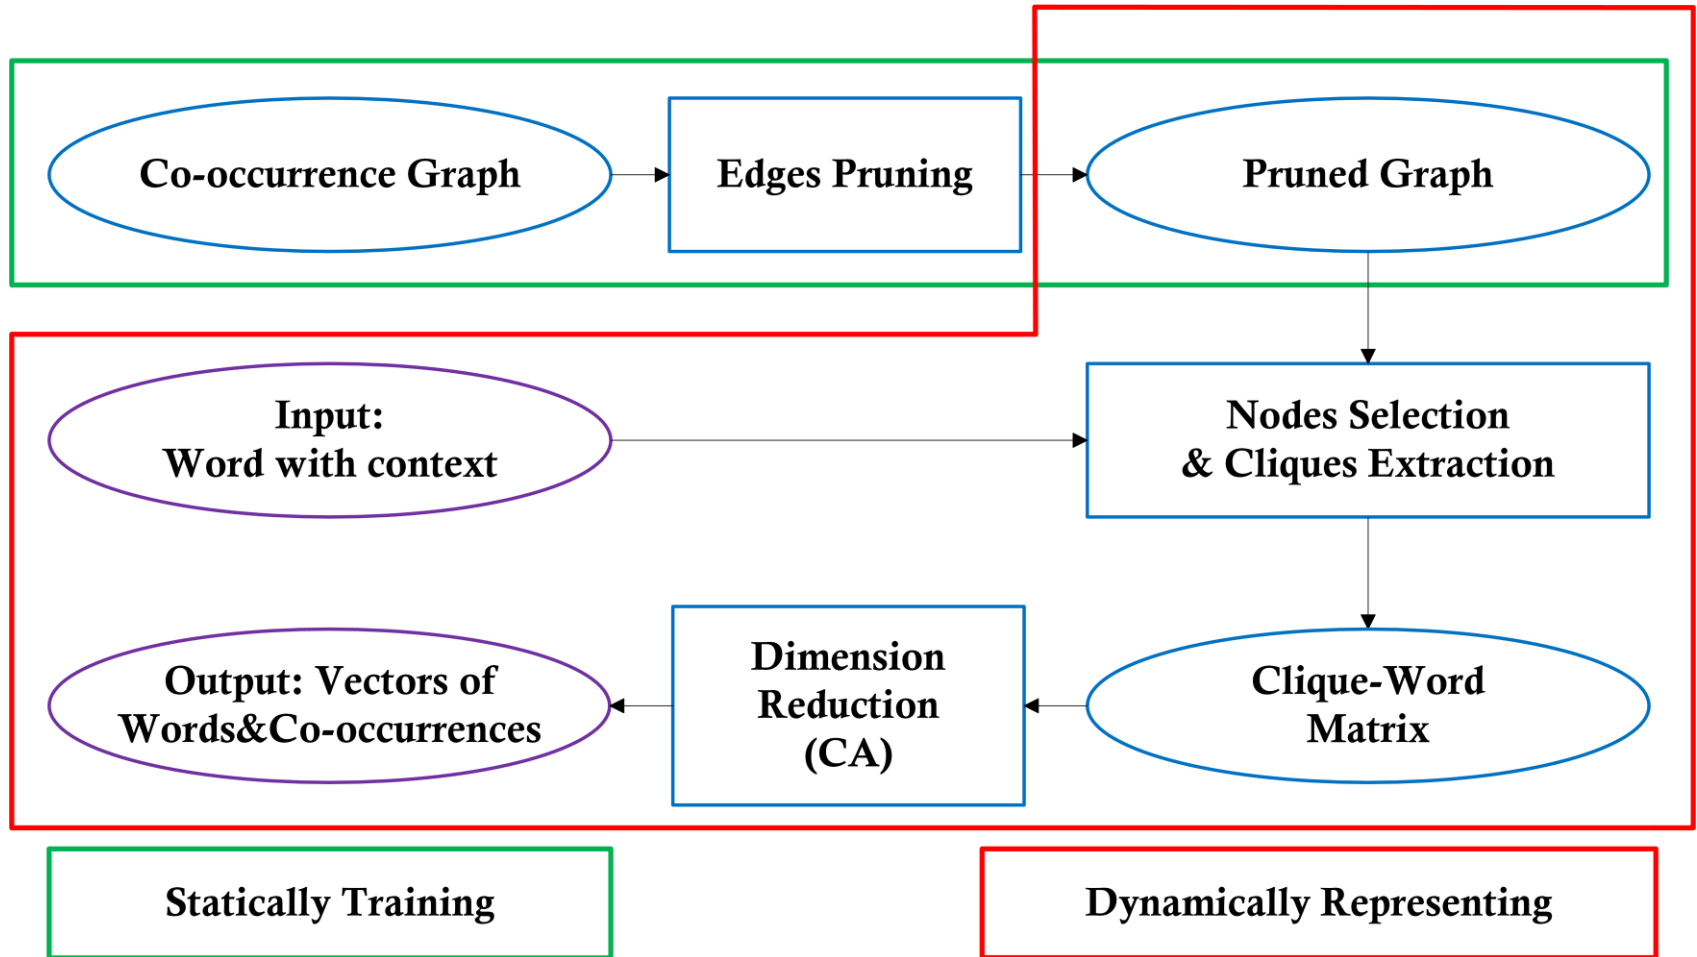 Co-occurrence Graph
Edges Pruning
Pruned Graph
Input:
Word with context
Nodes Selection
& Cliques Extraction
Output: Vectors of
Words&Co-occurrences
Dimension
Reduction
(CA)
Clique-Word
Matrix
Statically Training
Dynamically Representing